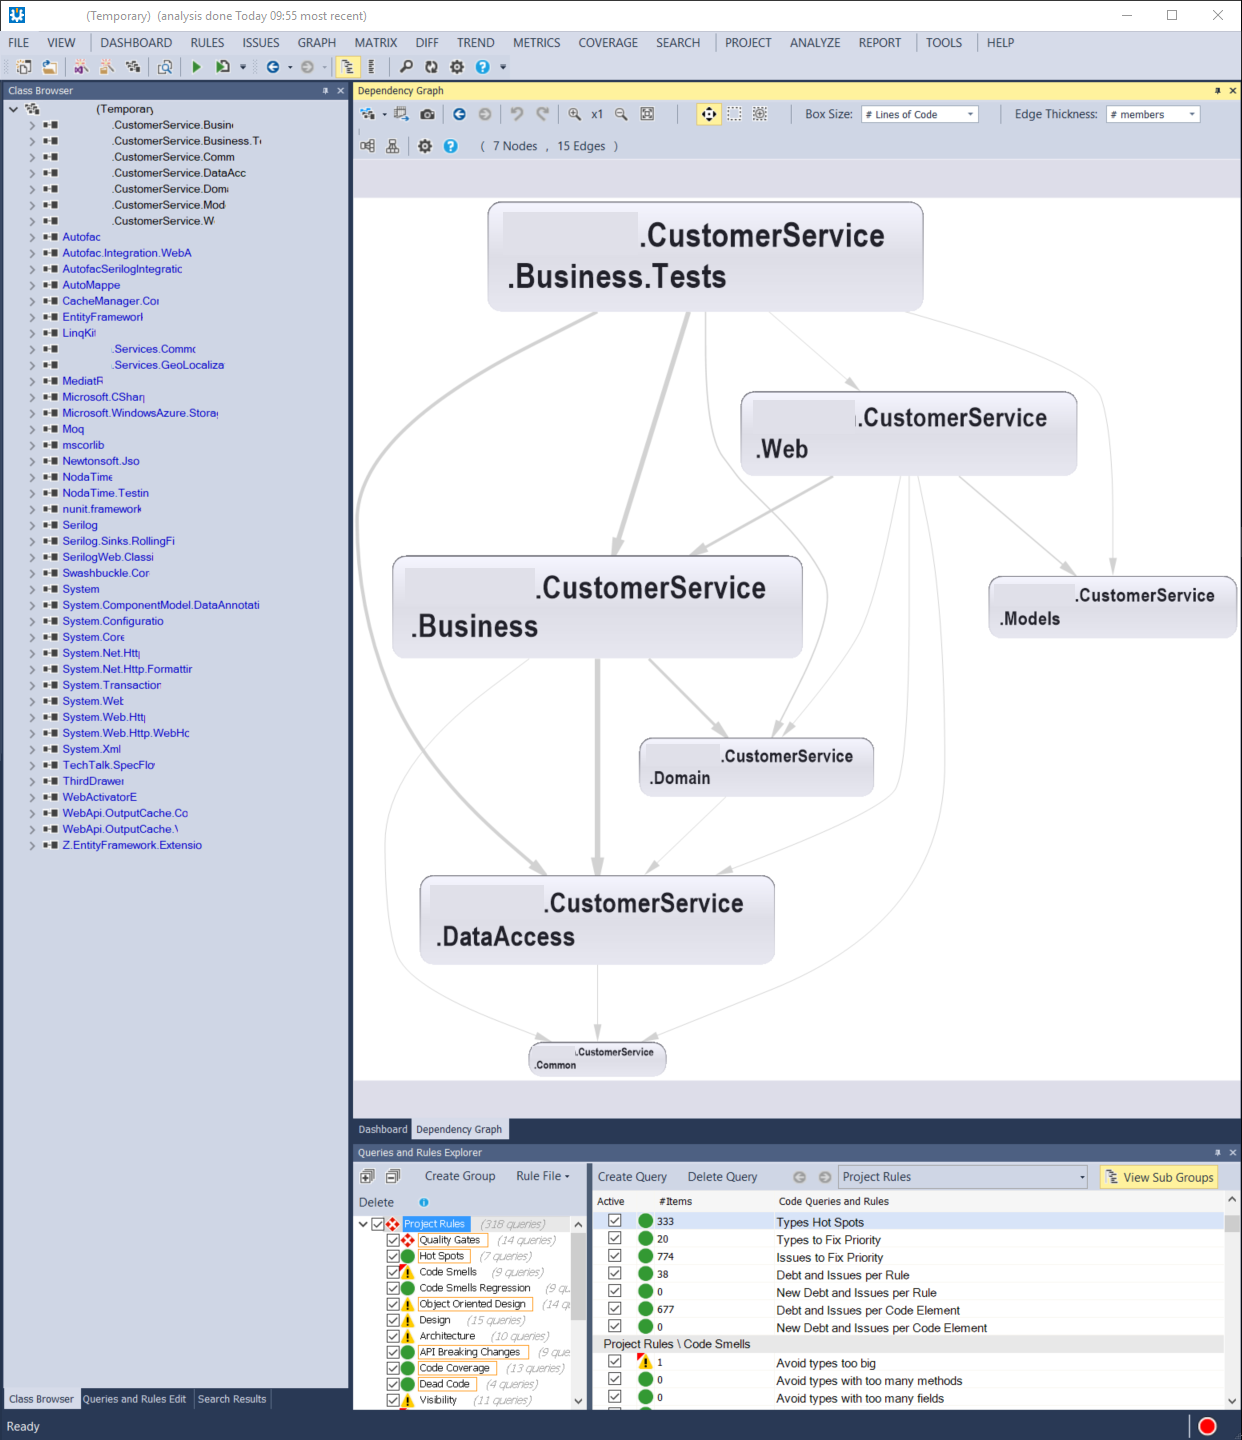 (Temporary) (analysis done Today 09:55 most recent)
FILE VIEW DASHBOARD RULES ISSUES GRAPH MATRIX DIFF TREND METRICS COVERAGE SEARCH PROJECT ANALYZE REPORT TOOLS HELP
Class Browser
(Temporary
.CustomerService.Busin
.CustomerService.Business.T
.CustomerService.Comm
.CustomerService.DataAcc
.CustomerService.Doma
.CustomerService.Mod
.CustomerService.W
Autofac
Autofac.Integration.WebA
AutofacSerilogIntegratic
AutoMappe
CacheManager.Cor
EntityFramework
LinqKit
.Services.Commo
.Services.GeoLocaliza
MediatR
Microsoft.CSharp
Microsoft.WindowsAzure.Storag
Moq
mscorlib
Newtonsoft.Jso
NodaTime
NodaTime.Testin
nunit.framework
Serilog
Serilog.Sinks.RollingFi
SerilogWeb.Classi
Swashbuckle.Cor
System
System.ComponentModel.DataAnnotati
System.Configuratio
System.Core
System.Net.Http
System.Net.Http.Formattir
System.Transaction
System.Web
System.Web.Http
System.Web.Http.WebHo
System.Xml
TechTalk.SpecFlo
ThirdDrawer
WebActivatorE
WebApi.OutputCache.Co
WebApi.OutputCache.\
Z.EntityFramework.Extensio
Dependency Graph
x1 Box Size: # Lines of Code Edge Thickness: # members
( 7 Nodes , 15 Edges )
.CustomerService
.Business.Tests
.CustomerService
.Web
.CustomerService
.Business
.CustomerService
.Models
.CustomerService
.Domain
.CustomerService
.DataAccess
.CustomerService
.Common
Dashboard Dependency Graph
Queries and Rules Explorer
Create Group Rule File
Delete
Project Rules (318 queries)
Quality Gates (14 queries)
Hot Spots (7 queries)
Code Smells (9 queries)
Code Smells Regression (9 qu
Object Oriented Design (14 qu
Design (15 queries)
Architecture (10 queries)
API Breaking Changes (9 que
Code Coverage (13 queries)
Dead Code (4 queries)
Visibility (11 queries)
Create Query Delete Query Project Rules View Sub Groups
Active #Items Code Queries and Rules
333 Types Hot Spots
20 Types to Fix Priority
774 Issues to Fix Priority
38 Debt and Issues per Rule
0 New Debt and Issues per Rule
677 Debt and Issues per Code Element
0 New Debt and Issues per Code Element
Project Rules \ Code Smells
1 Avoid types too big
0 Avoid types with too many methods
0 Avoid types with too many fields
Class Browser Queries and Rules Edit Search Results
Ready